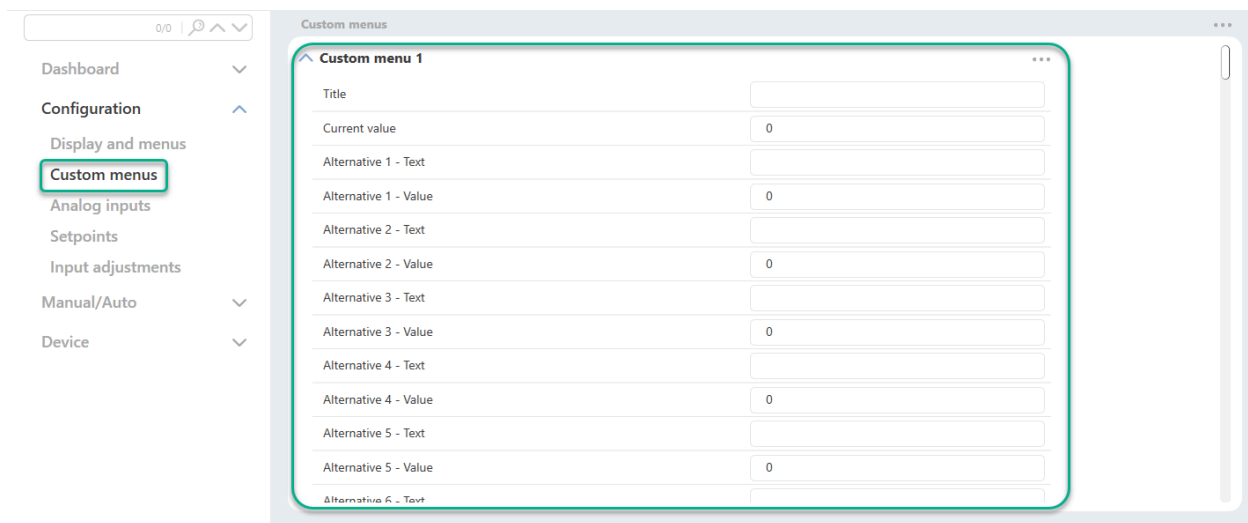 0/0
Custom menus
Dashboard
Configuration
Display and menus
Custom menus
Analog inputs
Setpoints
Input adjustments
Manual/Auto
Device
Custom menu 1
Title
Current value 0
Alternative 1 - Text
Alternative 1 - Value 0
Alternative 2 - Text
Alternative 2 - Value 0
Alternative 3 - Text
Alternative 3 - Value 0
Alternative 4 - Text
Alternative 4 - Value 0
Alternative 5 - Text
Alternative 5 - Value 0
Alternative 6 - Text